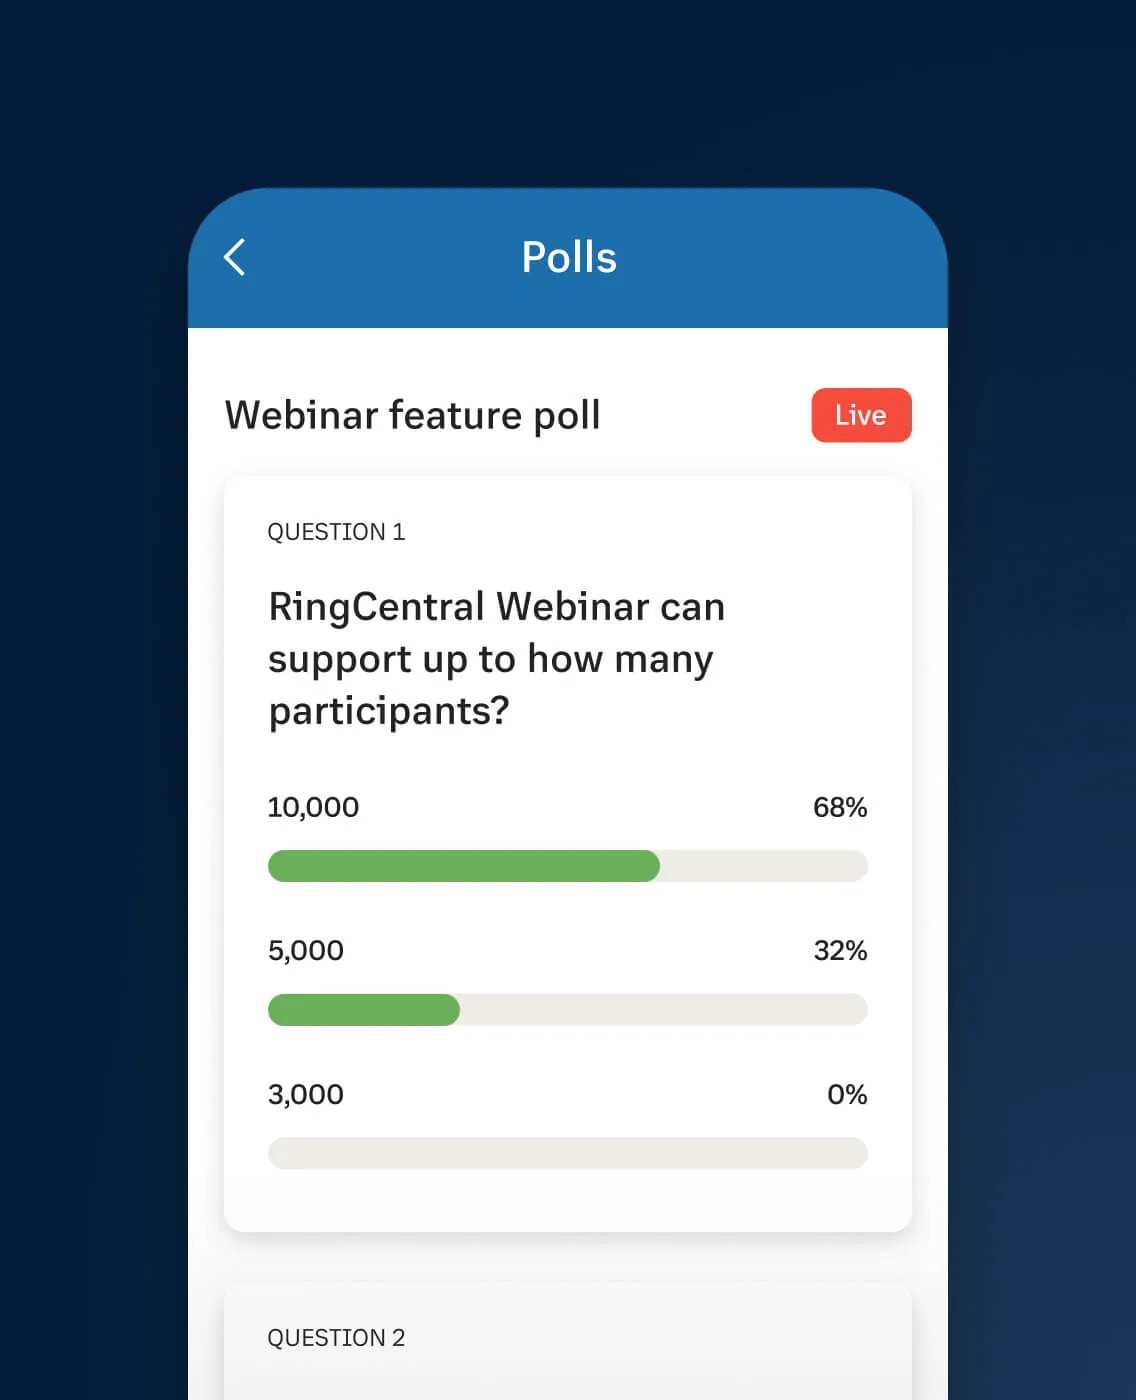 Polls
Webinar feature poll
Live
QUESTION 1
RingCentral Webinar can
support up to how many
participants?
10,000 68%
5,000 32%
3,000 0%
QUESTION 2